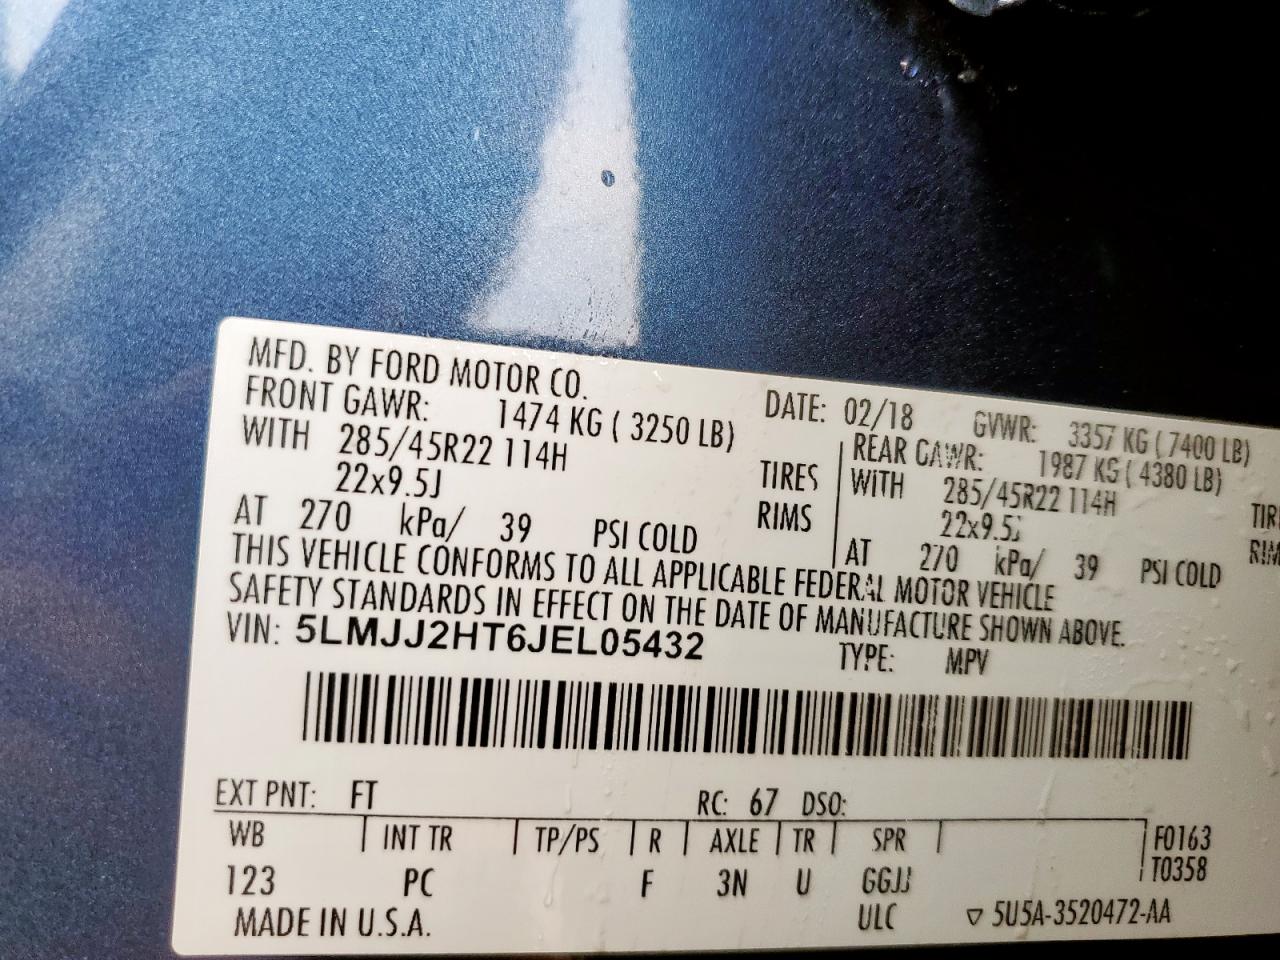 MFD. BY FORD MOTOR CO.
DATE: 02/18 GVWR: 3357 KG ( 7400 LB)
FRONT GAWR: 1474 KG ( 3250 LB)
WITH 285/45R22 114H TIRES
22x9.5J RIMS
AT 270 kPa/ 39 PSI COLD
REAR GAWR: 1987 KG ( 4380 LB)
WITH 285/45R22 114H
22x9.5J
AT 270 kPa/ 39 PSI COLD
THIS VEHICLE CONFORMS TO ALL APPLICABLE FEDERAL MOTOR VEHICLE
SAFETY STANDARDS IN EFFECT ON THE DATE OF MANUFACTURE SHOWN ABOVE.
VIN: 5LMJJ2HT6JEL05432 TYPE: MPV
EXT PNT: FT RC: 67 DSO:
WB INT TR TP/PS R AXLE TR SPR F0163
T0358
123 PC F 3N U GGJJ
MADE IN U.S.A. ULC ▽ 5U5A-3520472-AA